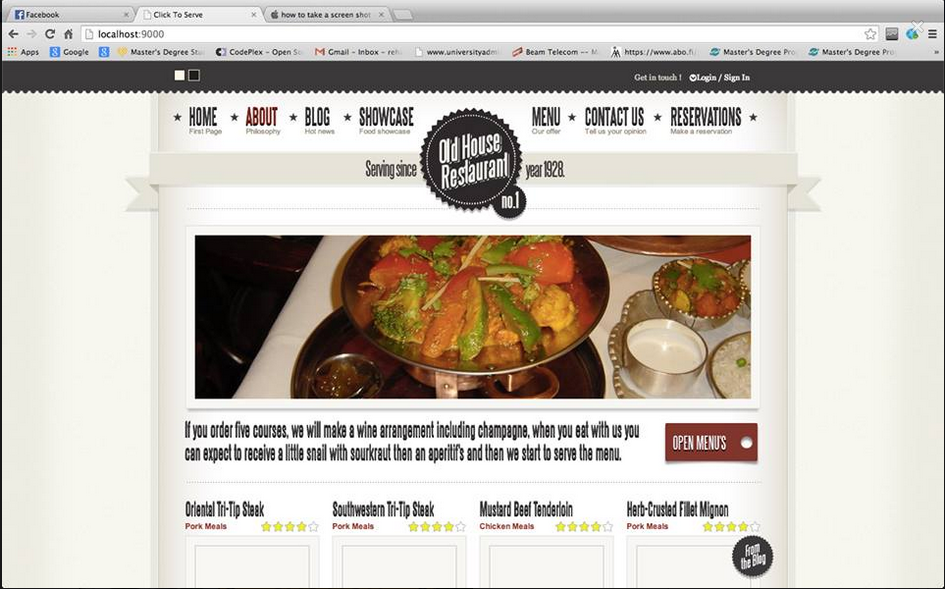 Facebook
Click To Serve
how to take a screen shot
localhost:9000
Apps
Google
Master's Degree Stu
CodePlex - Open So
Gmail - Inbox - reh
www.universityadm
Beam Telecom -- M
https://www.abo.fi/
Master's Degree Pro
Master's Degree Pro
»
Get in touch !
Login / Sign In
HOME
First Page
ABOUT
Philosophy
BLOG
Hot news
SHOWCASE
Food showcase
MENU
Our offer
CONTACT US
Tell us your opinion
RESERVATIONS
Make a reservation
Serving since
Old House
Restaurant
no.1
year 1928.
If you order five courses, we will make a wine arrangement including champagne, when you eat with us you
can expect to receive a little snail with sourkraut then an aperitif's and then we start to serve the menu.
OPEN MENU'S
Oriental Tri-Tip Steak
Pork Meals
Southwestern Tri-Tip Steak
Pork Meals
Mustard Beef Tenderloin
Chicken Meals
Herb-Crusted Fillet Mignon
Pork Meals
From
the Blog